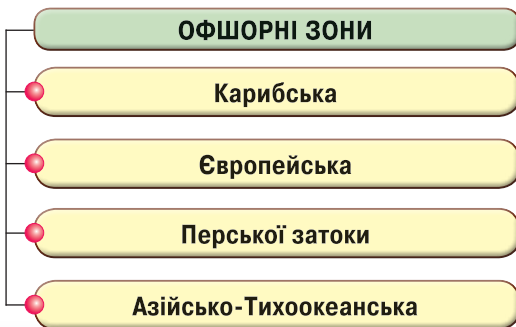 ОФШОРНІ ЗОНИ
Карибська
Європейська
Перської затоки
Азійсько-Тихоокеанська